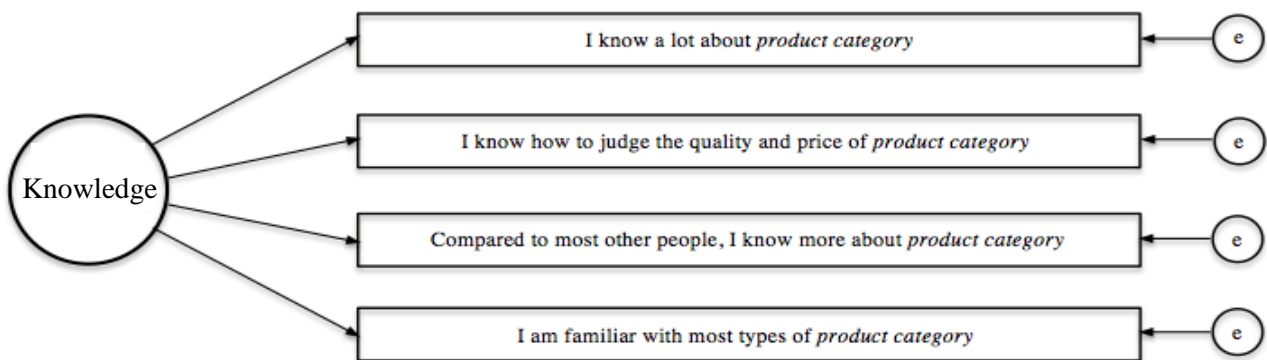 I know a lot about product category
e
I know how to judge the quality and price of product category
e
Knowledge
Compared to most other people, I know more about product category
e
I am familiar with most types of product category
e